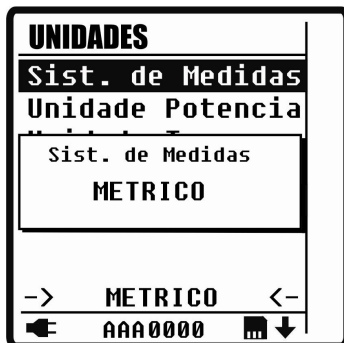 UNIDADES
Sist. de Medidas
Unidade Potencia
Sist. de Medidas
METRICO
-> METRICO <-
AAA0000